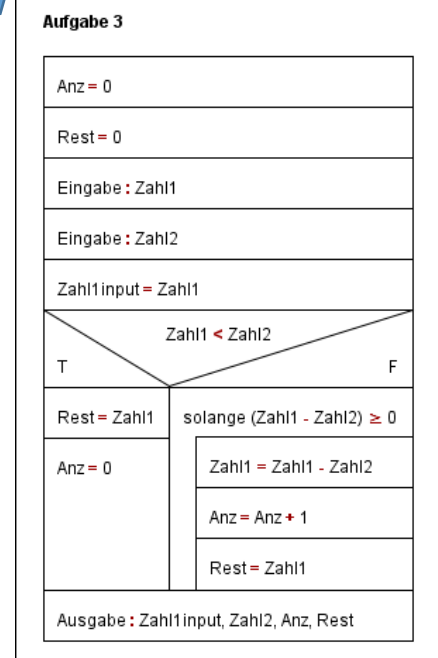 Aufgabe 3
Anz = 0
Rest = 0
Eingabe : Zahl1
Eingabe : Zahl2
Zahl1input = Zahl1
Zahl1 < Zahl2
T F
Rest = Zahl1
Anz = 0
solange (Zahl1 - Zahl2) ≥ 0
Zahl1 = Zahl1 - Zahl2
Anz = Anz + 1
Rest = Zahl1
Ausgabe : Zahl1input, Zahl2, Anz, Rest